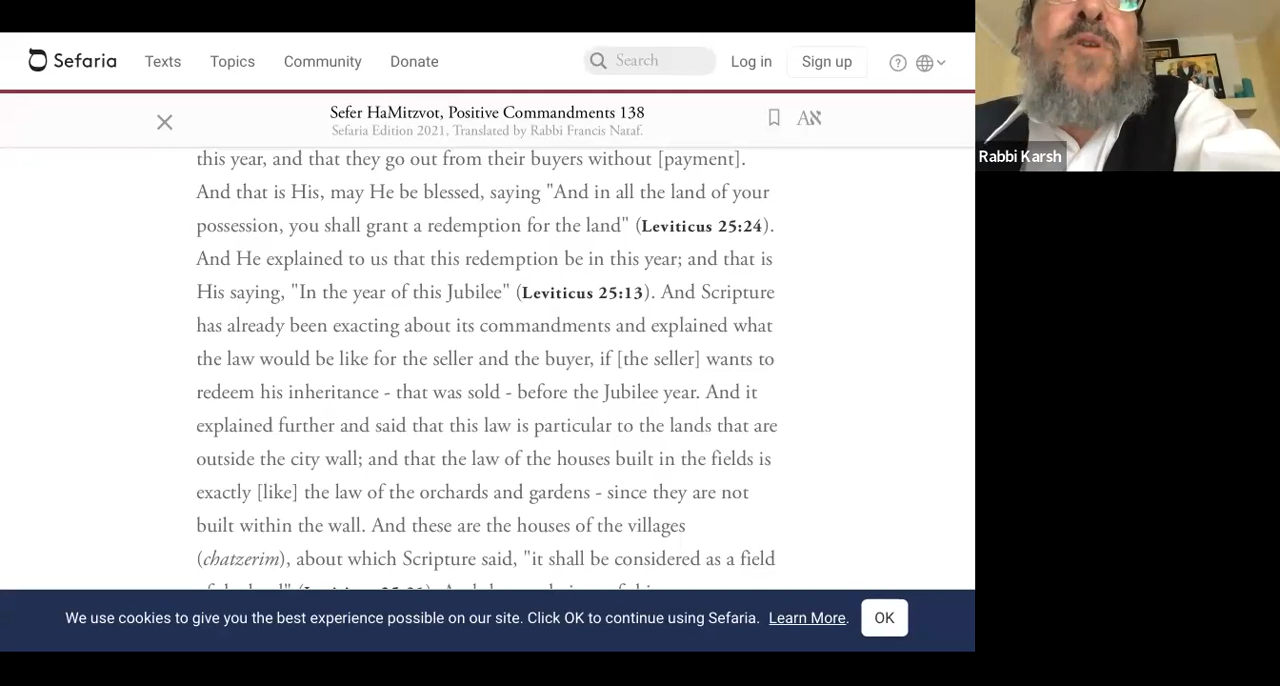 Sefaria Texts Topics Community Donate Search Log in Sign up
Sefer HaMitzvot, Positive Commandments 138
Sefaria Edition 2021, Translated by Rabbi Francis Nataf.
this year, and that they go out from their buyers without [payment].
And that is His, may He be blessed, saying "And in all the land of your
possession, you shall grant a redemption for the land" (Leviticus 25:24).
And He explained to us that this redemption be in this year; and that is
His saying, "In the year of this Jubilee" (Leviticus 25:13). And Scripture
has already been exacting about its commandments and explained what
the law would be like for the seller and the buyer, if [the seller] wants to
redeem his inheritance - that was sold - before the Jubilee year. And it
explained further and said that this law is particular to the lands that are
outside the city wall; and that the law of the houses built in the fields is
exactly [like] the law of the orchards and gardens - since they are not
built within the wall. And these are the houses of the villages
(chatzerim), about which Scripture said, "it shall be considered as a field
We use cookies to give you the best experience possible on our site. Click OK to continue using Sefaria. Learn More. OK
Rabbi Karsh